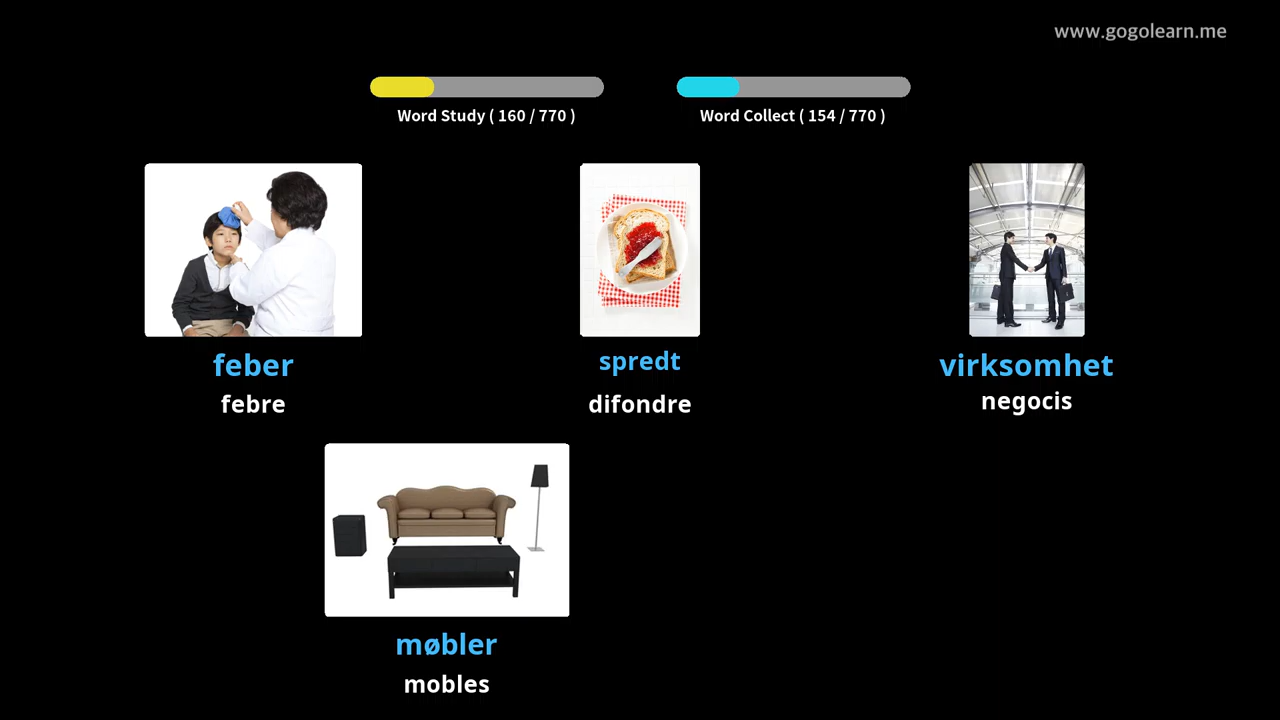 www.gogolearn.me
Word Study ( 160 / 770 )
Word Collect ( 154 / 770 )
feber
febre
spredt
difondre
virksomhet
negocis
møbler
mobles